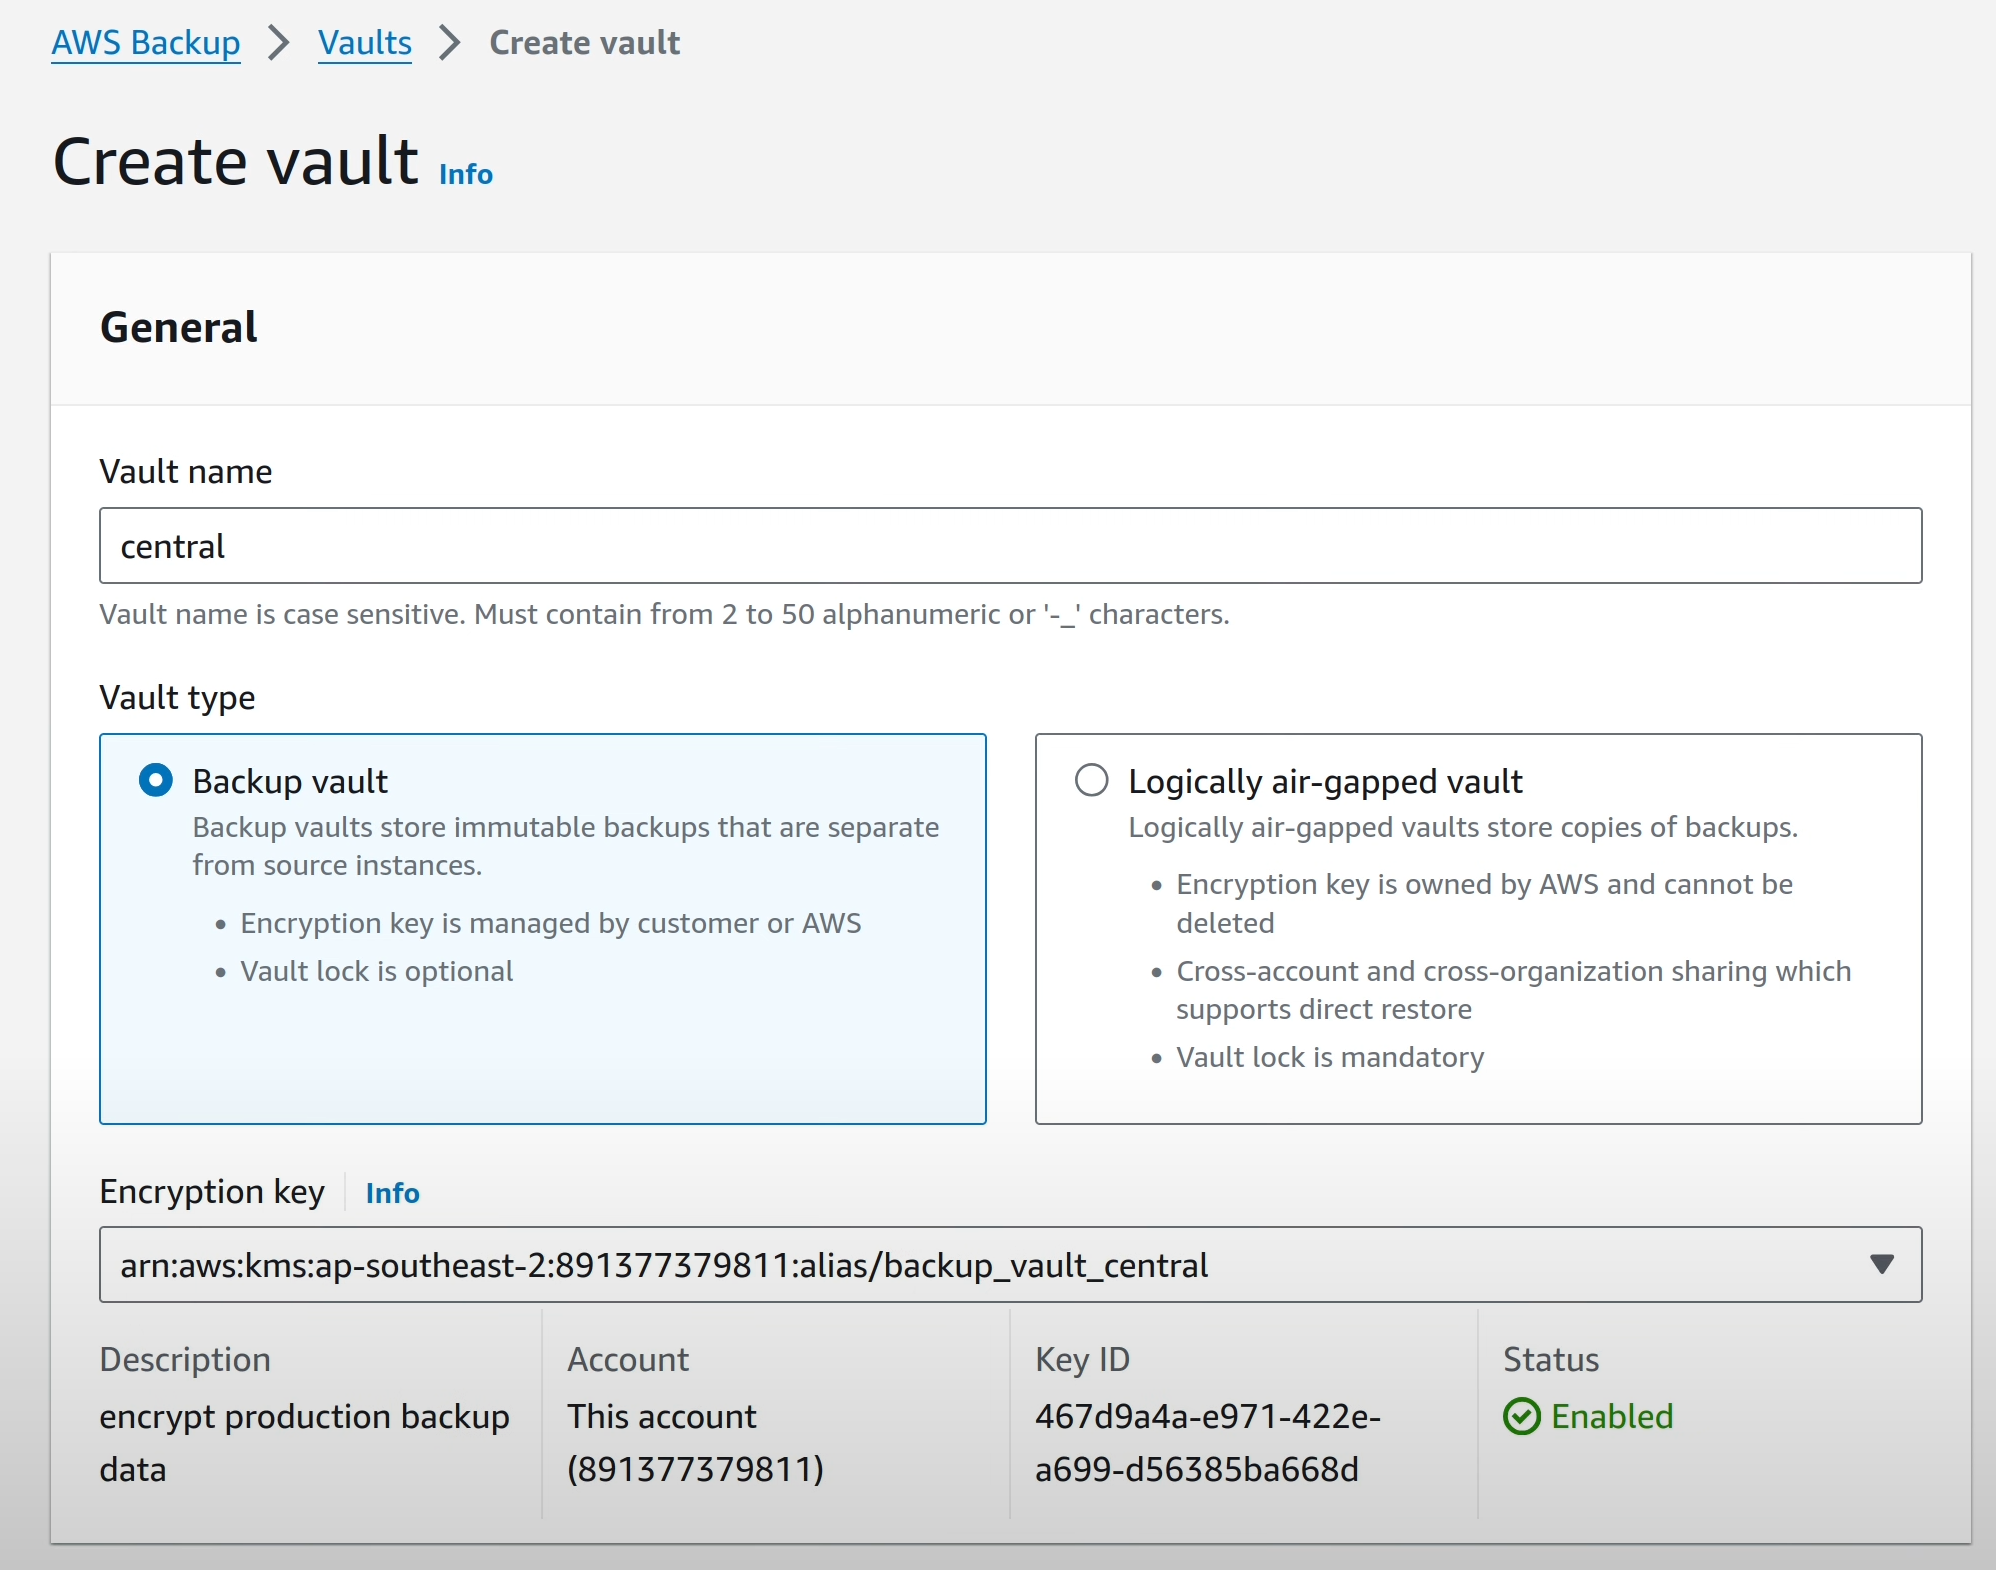 AWS Backup > Vaults > Create vault
Create vault Info
General
Vault name
central
Vault name is case sensitive. Must contain from 2 to 50 alphanumeric or '-_' characters.
Vault type
Backup vault
Backup vaults store immutable backups that are separate
from source instances.
• Encryption key is managed by customer or AWS
• Vault lock is optional
Logically air-gapped vault
Logically air-gapped vaults store copies of backups.
• Encryption key is owned by AWS and cannot be
deleted
• Cross-account and cross-organization sharing which
supports direct restore
• Vault lock is mandatory
Encryption key Info
arn:aws:kms:ap-southeast-2:891377379811:alias/backup_vault_central
Description
encrypt production backup
data
Account
This account
(891377379811)
Key ID
467d9a4a-e971-422e-
a699-d56385ba668d
Status
Enabled